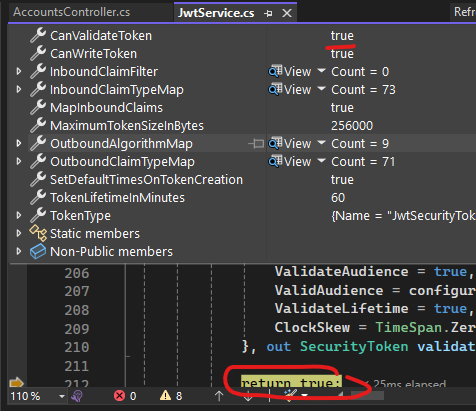 AccountsController.cs JwtService.cs Refr
CanValidateToken true
CanWriteToken true
InboundClaimFilter View Count = 0
InboundClaimTypeMap View Count = 73
MapInboundClaims true
MaximumTokenSizeInBytes 256000
OutboundAlgorithmMap View Count = 9
OutboundClaimTypeMap View Count = 71
SetDefaultTimesOnTokenCreation true
TokenLifetimeInMinutes 60
TokenType {Name = "JwtSecurityTok
Static members
Non-Public members
206 ValidateAudience = true,
207 ValidAudience = configur
208 ValidateLifetime = true,
209 ClockSkew = TimeSpan.Zer
210 }, out SecurityToken validat
211
212 return true; 25ms elapsed
110 % 0 8